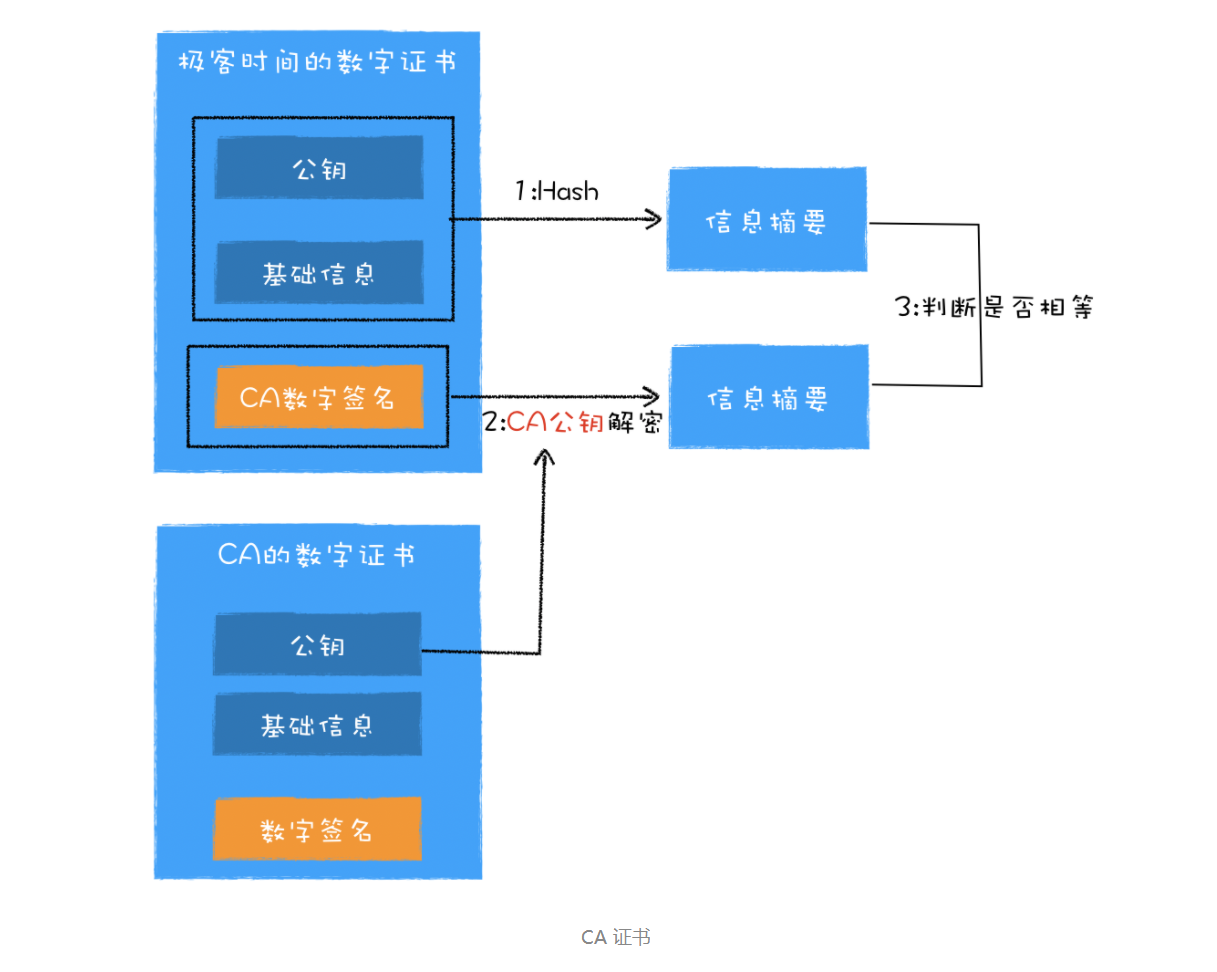 极客时间的数字证书
公钥
基础信息
1:Hash
信息摘要
3:判断是否相等
CA数字签名
2:CA公钥解密
信息摘要
CA的数字证书
公钥
基础信息
数字签名
CA 证书